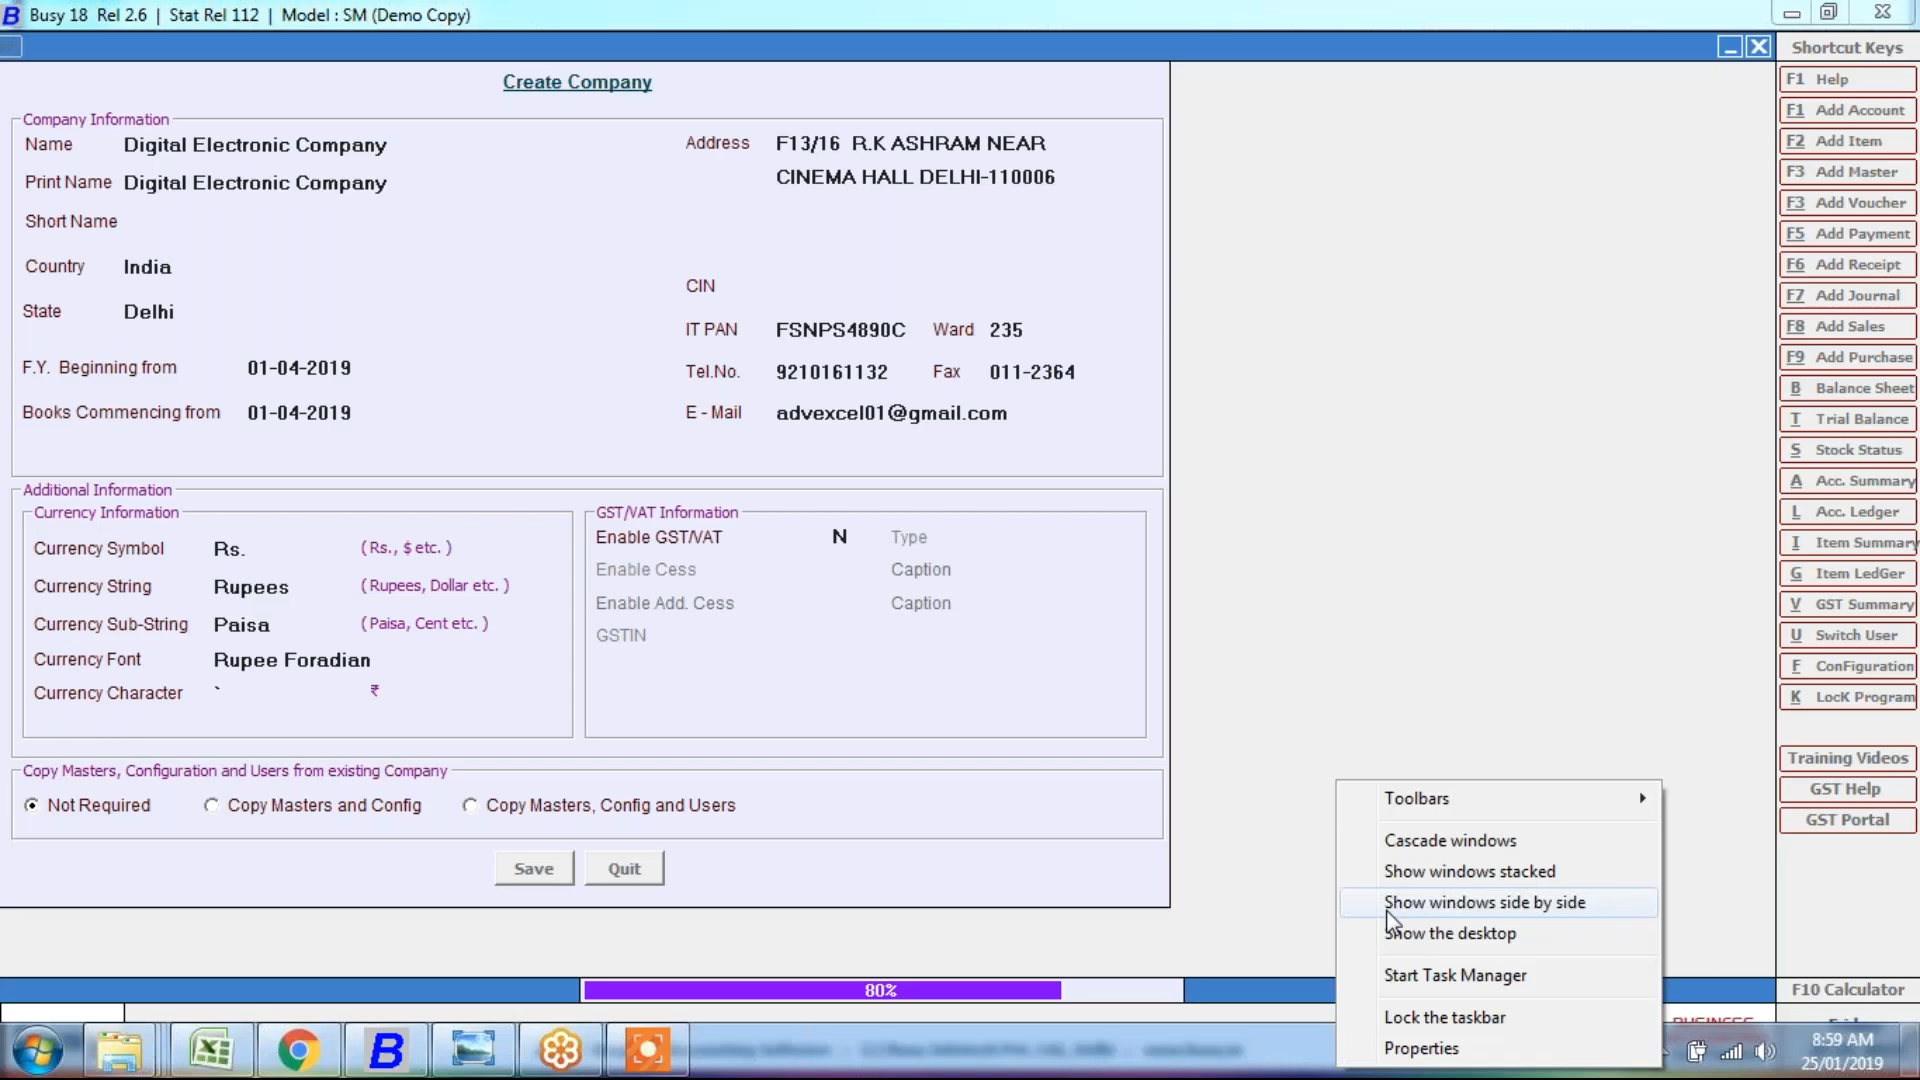 Busy 18 Rel 2.6 | Stat Rel 112 | Model : SM (Demo Copy)
Create Company
Company Information
Name Digital Electronic Company
Print Name Digital Electronic Company
Short Name
Country India
State Delhi
F.Y. Beginning from 01-04-2019
Books Commencing from 01-04-2019
Address F13/16 R.K ASHRAM NEAR
CINEMA HALL DELHI-110006
CIN
IT PAN FSNPS4890C Ward 235
Tel.No. 9210161132 Fax 011-2364
E - Mail advexcel01@gmail.com
Additional Information
Currency Information
Currency Symbol Rs. ( Rs., $ etc. )
Currency String Rupees ( Rupees, Dollar etc. )
Currency Sub-String Paisa ( Paisa, Cent etc. )
Currency Font Rupee Foradian
Currency Character ` ₹
GST/VAT Information
Enable GST/VAT N Type
Enable Cess Caption
Enable Add. Cess Caption
GSTIN
Copy Masters, Configuration and Users from existing Company
Not Required Copy Masters and Config Copy Masters, Config and Users
Save Quit
80%
Toolbars
Cascade windows
Show windows stacked
Show windows side by side
Show the desktop
Start Task Manager
Lock the taskbar
Properties
Shortcut Keys
F1 Help
F1 Add Account
F2 Add Item
F3 Add Master
F3 Add Voucher
F5 Add Payment
F6 Add Receipt
F7 Add Journal
F8 Add Sales
F9 Add Purchase
B Balance Sheet
T Trial Balance
S Stock Status
A Acc. Summary
L Acc. Ledger
I Item Summary
G Item LedGer
V GST Summary
U Switch User
F ConFiguration
K LocK Program
Training Videos
GST Help
GST Portal
F10 Calculator
8:59 AM
25/01/2019